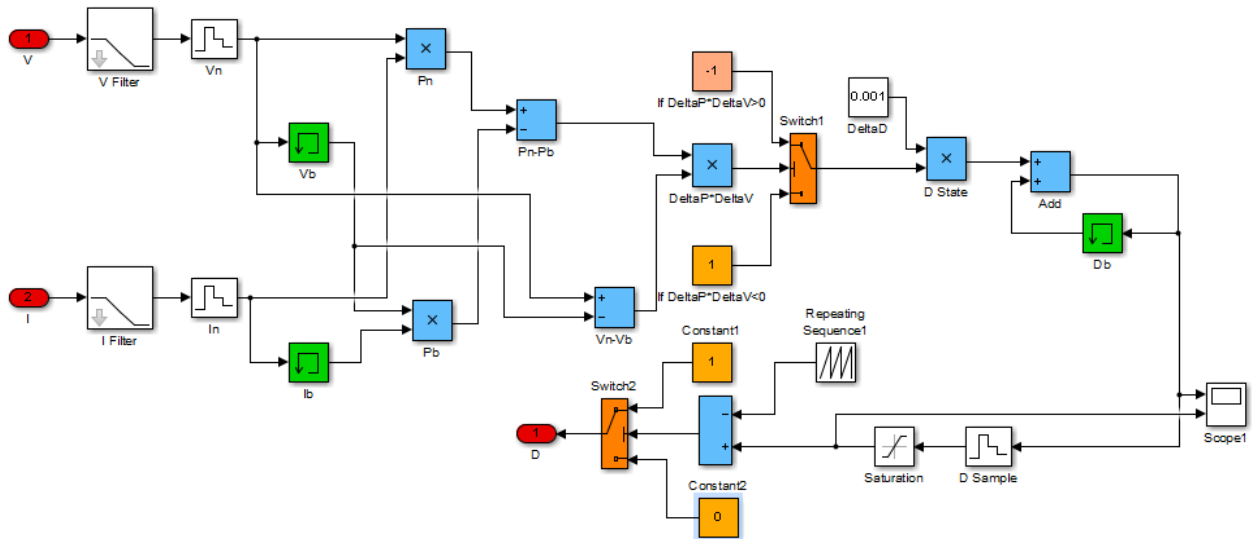 1
V
V Filter
Vn
×
Pn
+
−
Pn-Pb
Vb
-1
If DeltaP*DeltaV>0
Switch1
0.001
DeltaD
×
DeltaP*DeltaV
×
D State
+
+
Add
Db
2
I
I Filter
In
Ib
×
Pb
+
−
Vn-Vb
1
If DeltaP*DeltaV<0
Constant1
1
Repeating
Sequence1
Switch2
1
D
−
+
Saturation
D Sample
Scope1
Constant2
0